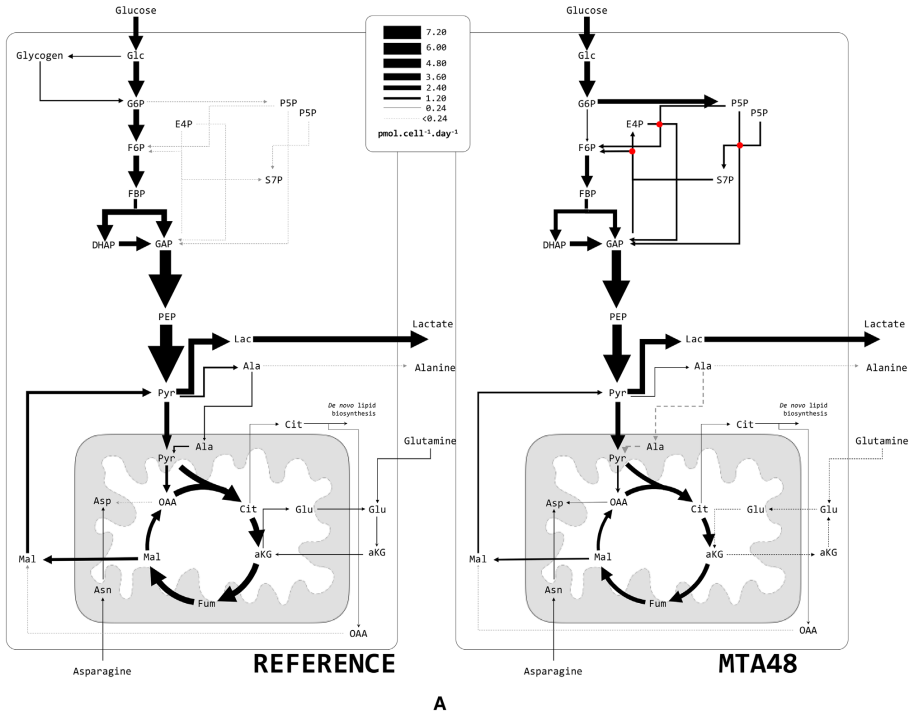 Glucose
Glycogen
Glc
G6P
P5P
P5P
E4P
F6P
S7P
FBP
DHAP
GAP
PEP
Lac
Lactate
Ala
Alanine
Pyr
De novo lipid
biosynthesis
Cit
Ala
Glutamine
Pyr
Asp
OAA
Cit
Glu
Glu
Mal
Mal
aKG
aKG
Asn
Fum
OAA
Asparagine
REFERENCE
7.20
6.00
4.80
3.60
2.40
1.20
0.24
<0.24
pmol.cell⁻¹.day⁻¹
Glucose
Glc
G6P
P5P
P5P
E4P
F6P
S7P
FBP
DHAP
GAP
PEP
Lac
Lactate
Ala
Alanine
Pyr
De novo lipid
biosynthesis
Cit
Ala
Glutamine
Pyr
Asp
OAA
Cit
Glu
Glu
Mal
Mal
aKG
aKG
Asn
Fum
OAA
Asparagine
MTA48
A